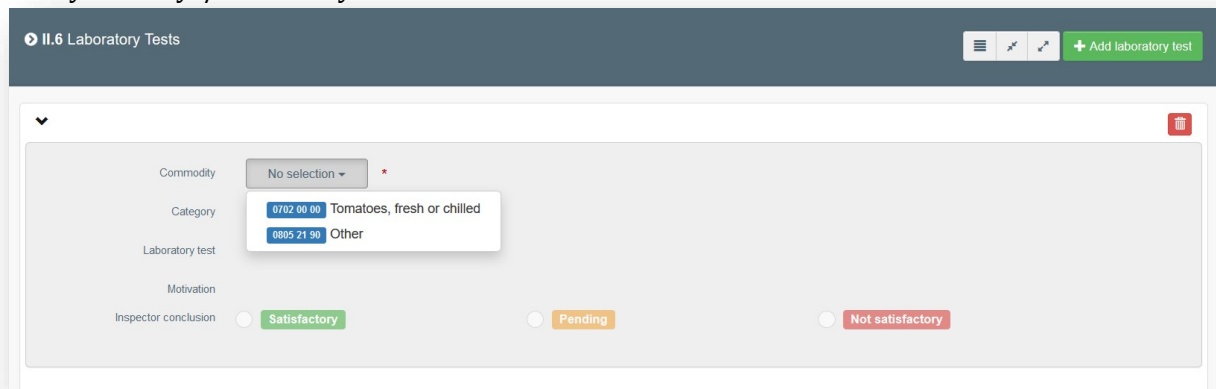 II.6 Laboratory Tests
Add laboratory test
Commodity
No selection
*
0702 00 00 Tomatoes, fresh or chilled
0805 21 90 Other
Category
Laboratory test
Motivation
Inspector conclusion
Satisfactory
Pending
Not satisfactory